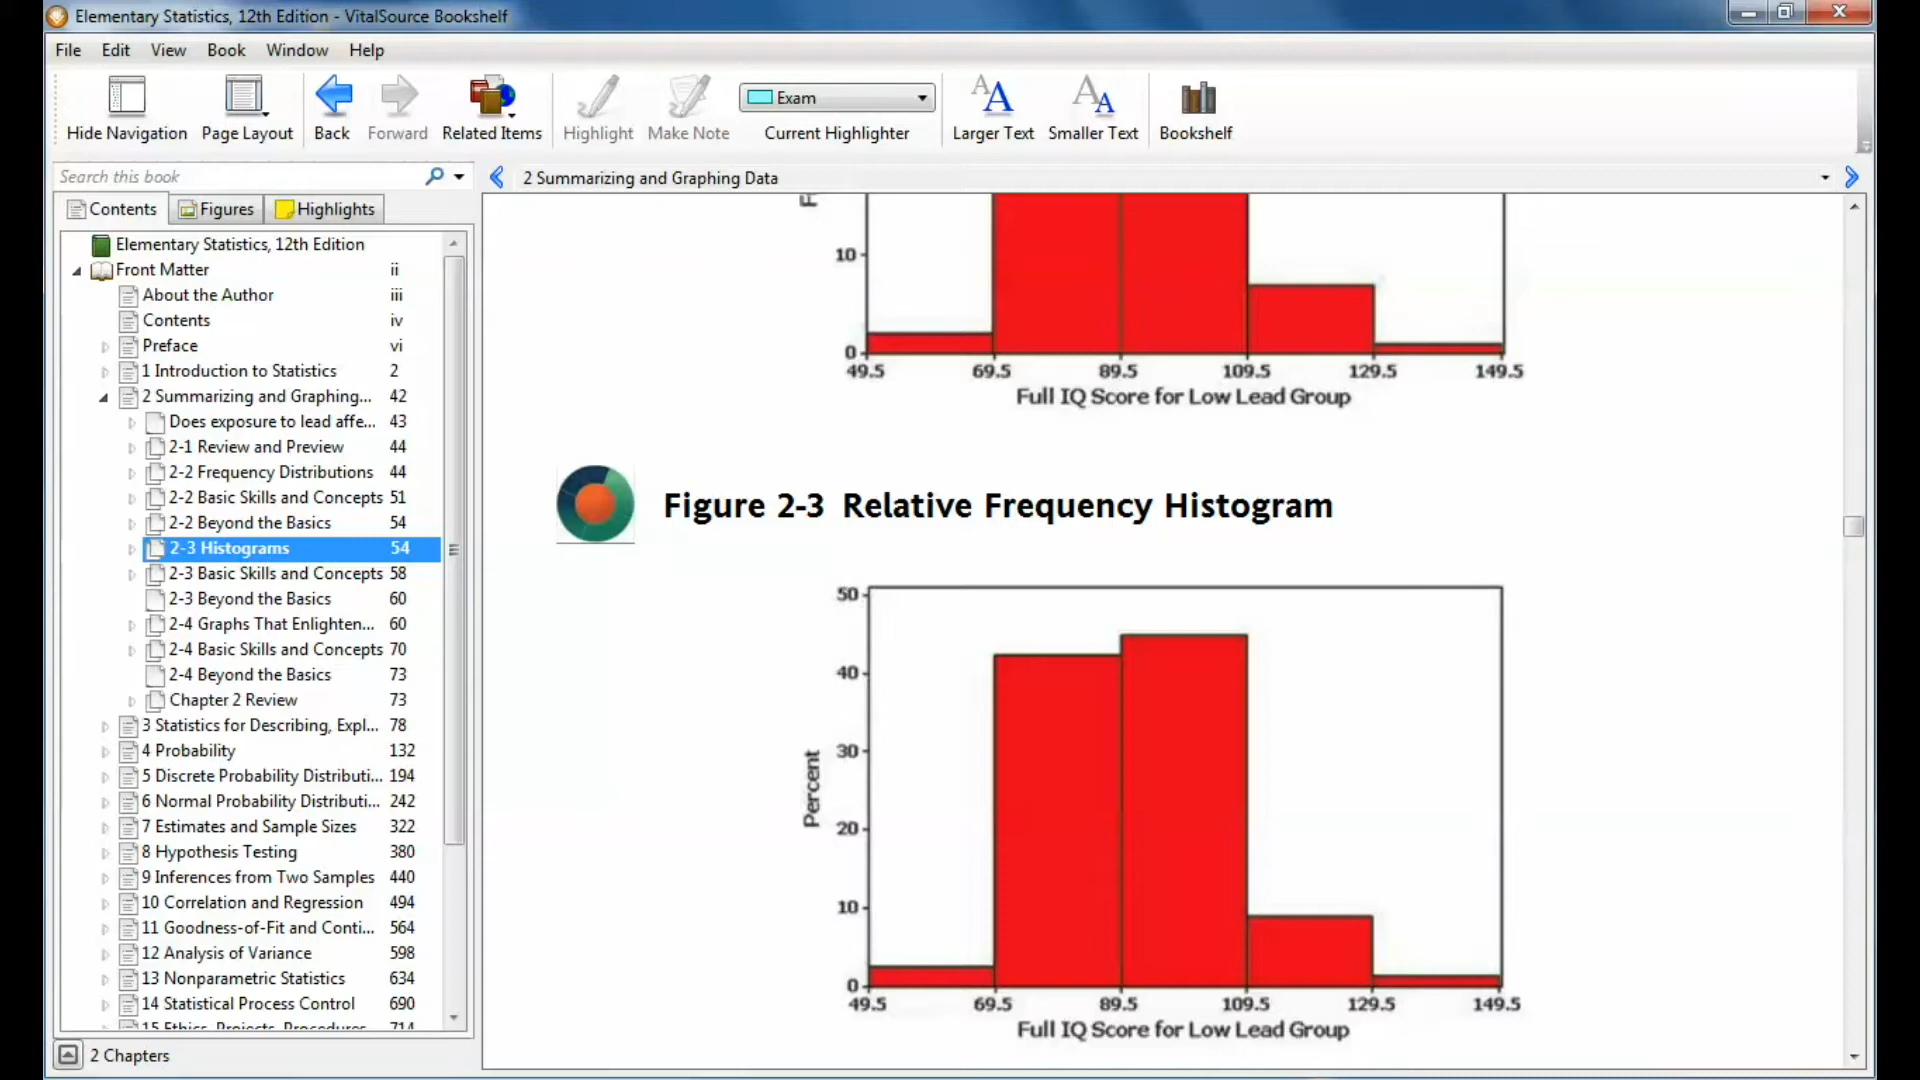 Elementary Statistics, 12th Edition - VitalSource Bookshelf
File Edit View Book Window Help
Hide Navigation Page Layout Back Forward Related Items Highlight Make Note Exam Current Highlighter Larger Text Smaller Text Bookshelf
Search this book
2 Summarizing and Graphing Data
Contents Figures Highlights
Elementary Statistics, 12th Edition
Front Matter ii
About the Author iii
Contents iv
Preface vi
1 Introduction to Statistics 2
2 Summarizing and Graphing... 42
Does exposure to lead affe... 43
2-1 Review and Preview 44
2-2 Frequency Distributions 44
2-2 Basic Skills and Concepts 51
2-2 Beyond the Basics 54
2-3 Histograms 54
2-3 Basic Skills and Concepts 58
2-3 Beyond the Basics 60
2-4 Graphs That Enlighten... 60
2-4 Basic Skills and Concepts 70
2-4 Beyond the Basics 73
Chapter 2 Review 73
3 Statistics for Describing, Expl... 78
4 Probability 132
5 Discrete Probability Distributi... 194
6 Normal Probability Distributi... 242
7 Estimates and Sample Sizes 322
8 Hypothesis Testing 380
9 Inferences from Two Samples 440
10 Correlation and Regression 494
11 Goodness-of-Fit and Conti... 564
12 Analysis of Variance 598
13 Nonparametric Statistics 634
14 Statistical Process Control 690
15 Ethics, Projects, Procedures 714
2 Chapters
10
0
49.5 69.5 89.5 109.5 129.5 149.5
Full IQ Score for Low Lead Group
Figure 2-3 Relative Frequency Histogram
50
40
30
20
10
0
Percent
49.5 69.5 89.5 109.5 129.5 149.5
Full IQ Score for Low Lead Group